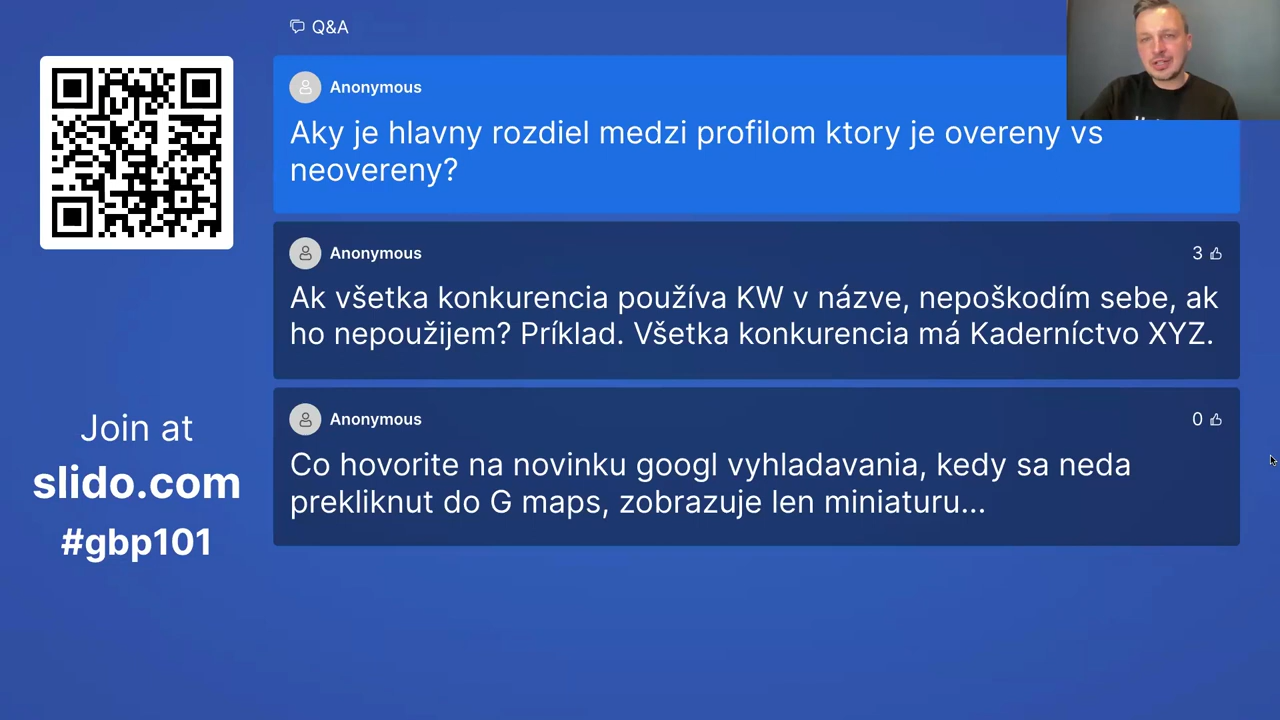 Q&A
Anonymous
Aky je hlavny rozdiel medzi profilom ktory je overeny vs
neovereny?
Anonymous
3
Ak všetka konkurencia používa KW v názve, nepoškodím sebe, ak
ho nepoužijem? Príklad. Všetka konkurencia má Kaderníctvo XYZ.
Anonymous
0
Co hovorite na novinku googl vyhladavania, kedy sa neda
prekliknut do G maps, zobrazuje len miniaturu...
Join at
slido.com
#gbp101